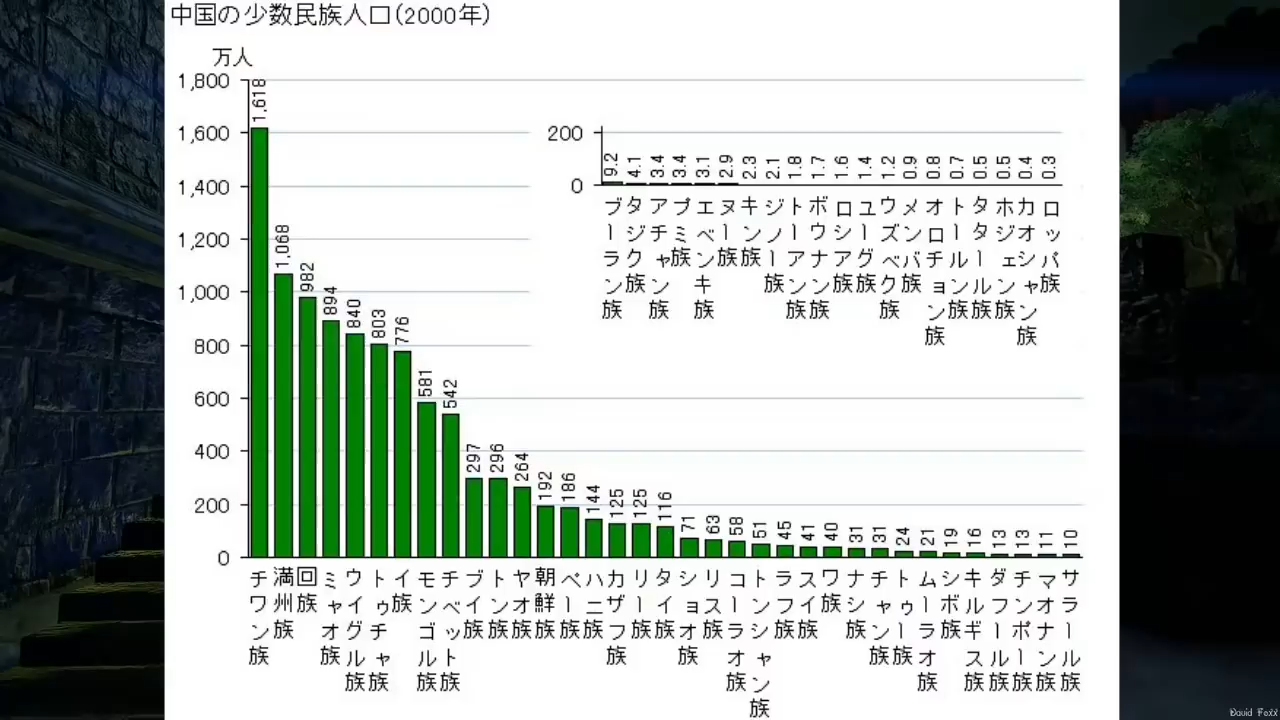 中国の少数民族人口(2000年)
万人
1,800
1,600
1,400
1,200
1,000
800
600
400
200
0
1,618
1,068
982
894
840
803
776
581
542
297
296
264
192
186
144
125
125
116
71
63
58
51
45
41
40
31
31
24
21
19
16
13
13
11
10
チワン族
満州族
回族
ミャオ族
ウイグル族
トゥチャ族
イ族
モンゴル族
チベット族
ブイ族
トン族
ヤオ族
朝鮮族
ペー族
ハニ族
カザフ族
リー族
タイ族
ショオ族
リス族
コーラオ族
トンシャン族
ラフ族
スイ族
ワ族
ナシ族
チャン族
トゥー族
ムーラオ族
シボ族
キルギス族
ダフール族
チンポー族
マオナン族
サラール族
200
0
9.2
4.1
3.4
3.4
3.1
2.9
2.3
2.1
1.8
1.7
1.6
1.4
1.2
0.9
0.8
0.7
0.5
0.5
0.4
0.3
ブーラン族
タジク族
アチャン族
プミ族
エベンキ族
ヌー族
キン族
ジノー族
トーアン族
ボウナン族
ロシア族
ユーグ族
ウズベク族
メンバ族
オロチョン族
トールン族
タタール族
ホジェン族
カオシャン族
ロッパ族
David Foxx